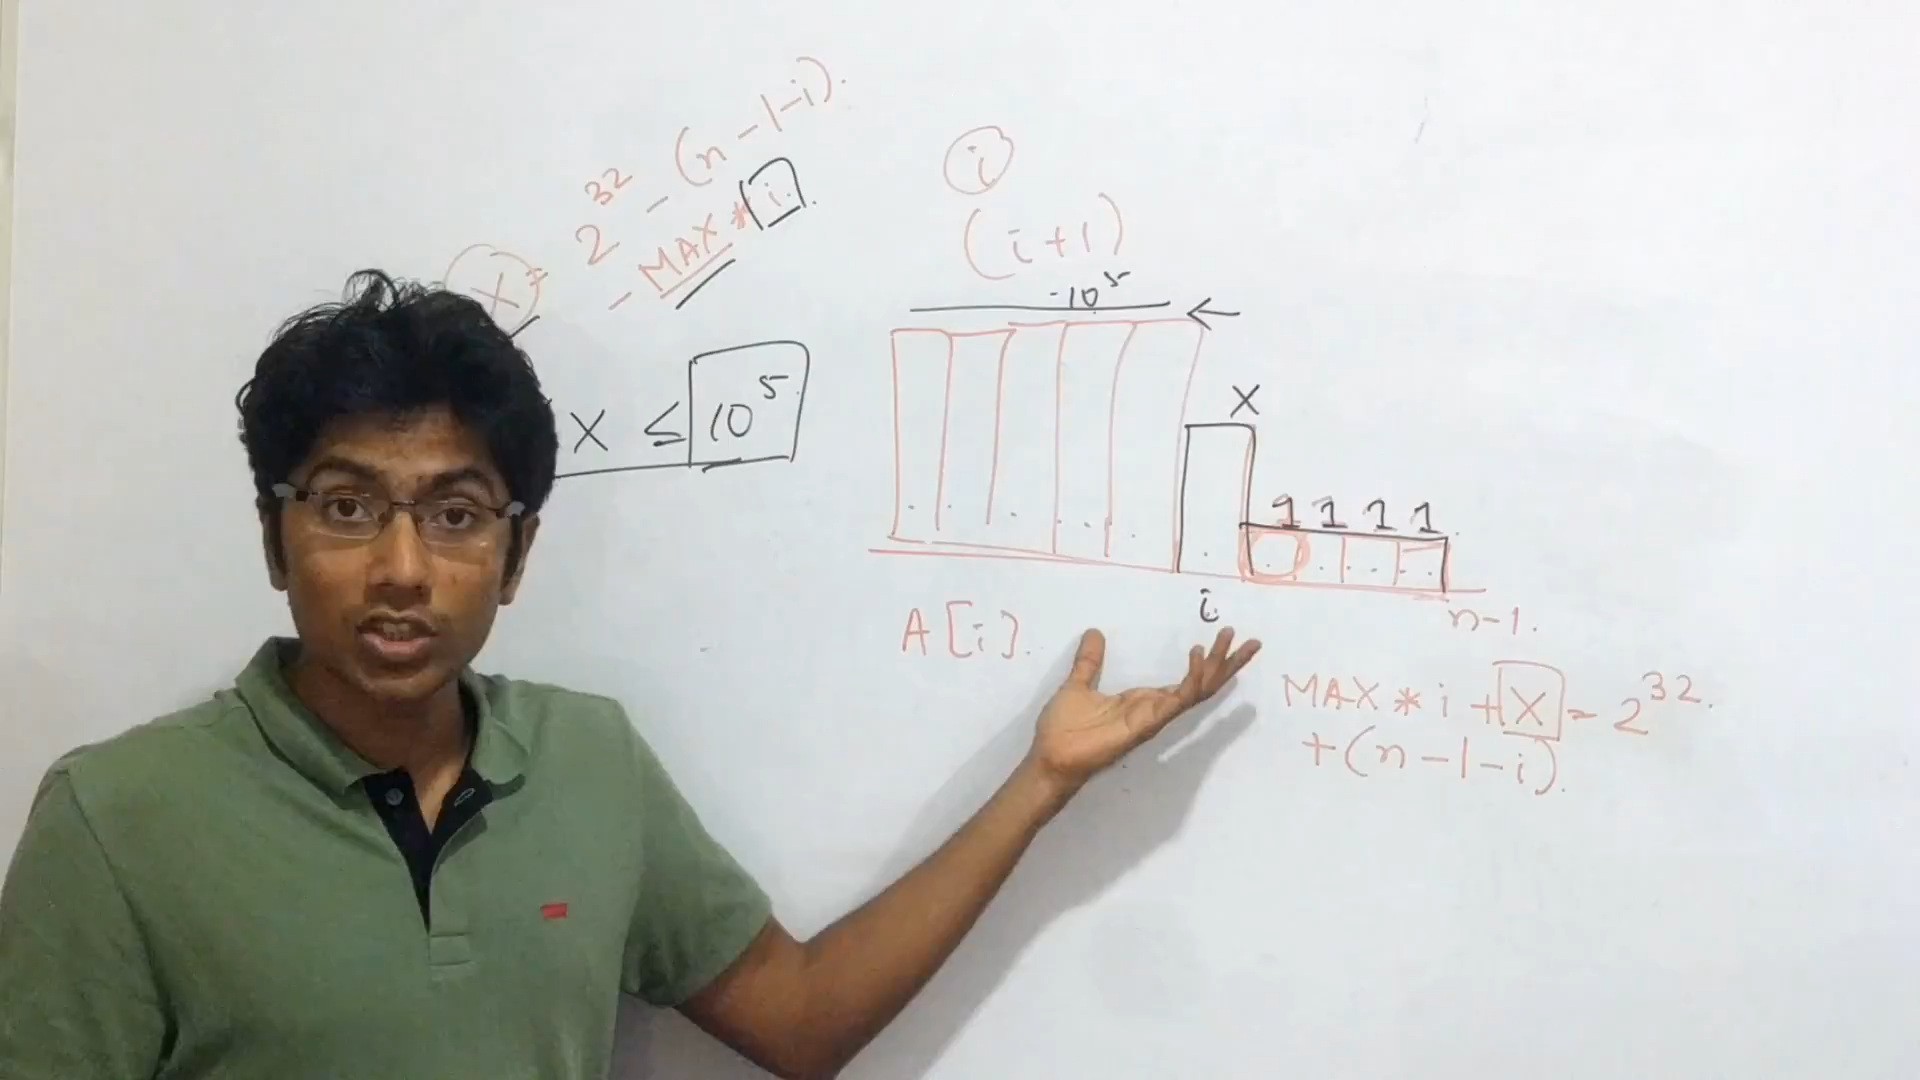 X = 2^32 - (n-1-i).
- MAX * i.
X ≤ 10^5
i
(i+1)
10^5
X
1 1 1 1
i
n-1.
A[i].
MAX * i + X = 2^32.
+ (n-1-i).